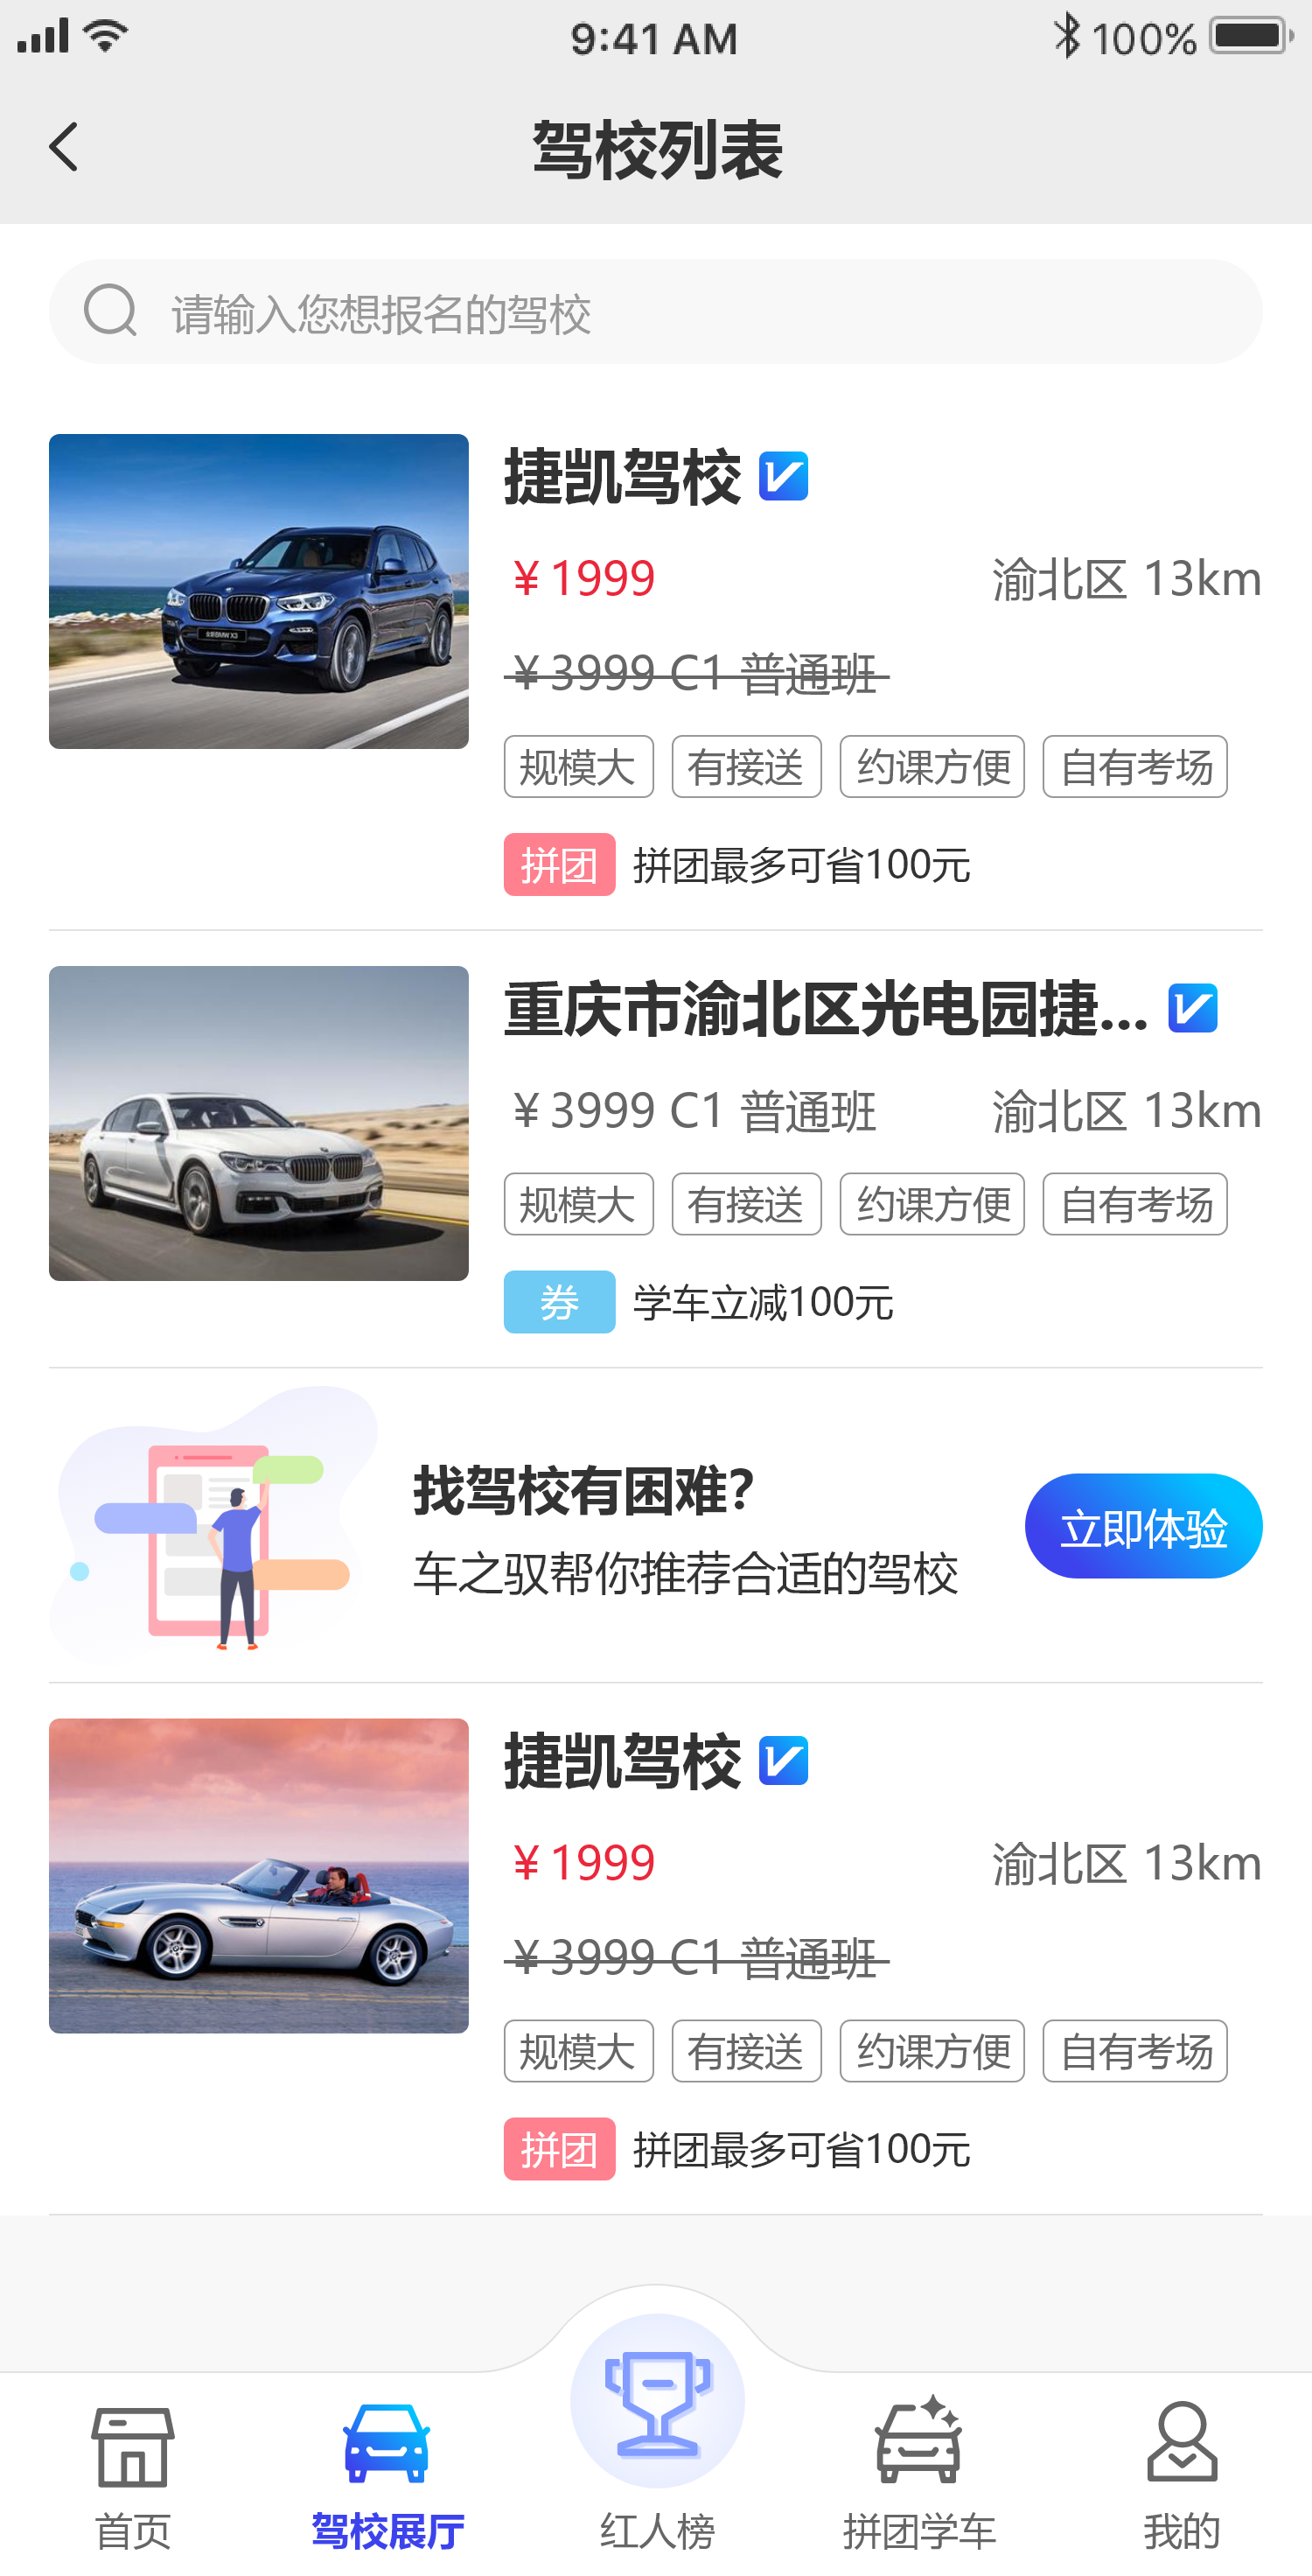 9:41 AM 100%
驾校列表
请输入您想报名的驾校
捷凯驾校
¥1999 渝北区 13km
¥3999 C1 普通班
规模大 有接送 约课方便 自有考场
拼团 拼团最多可省100元
重庆市渝北区光电园捷...
¥3999 C1 普通班 渝北区 13km
规模大 有接送 约课方便 自有考场
券 学车立减100元
找驾校有困难?
车之驭帮你推荐合适的驾校
立即体验
捷凯驾校
¥1999 渝北区 13km
¥3999 C1 普通班
规模大 有接送 约课方便 自有考场
拼团 拼团最多可省100元
首页 驾校展厅 红人榜 拼团学车 我的